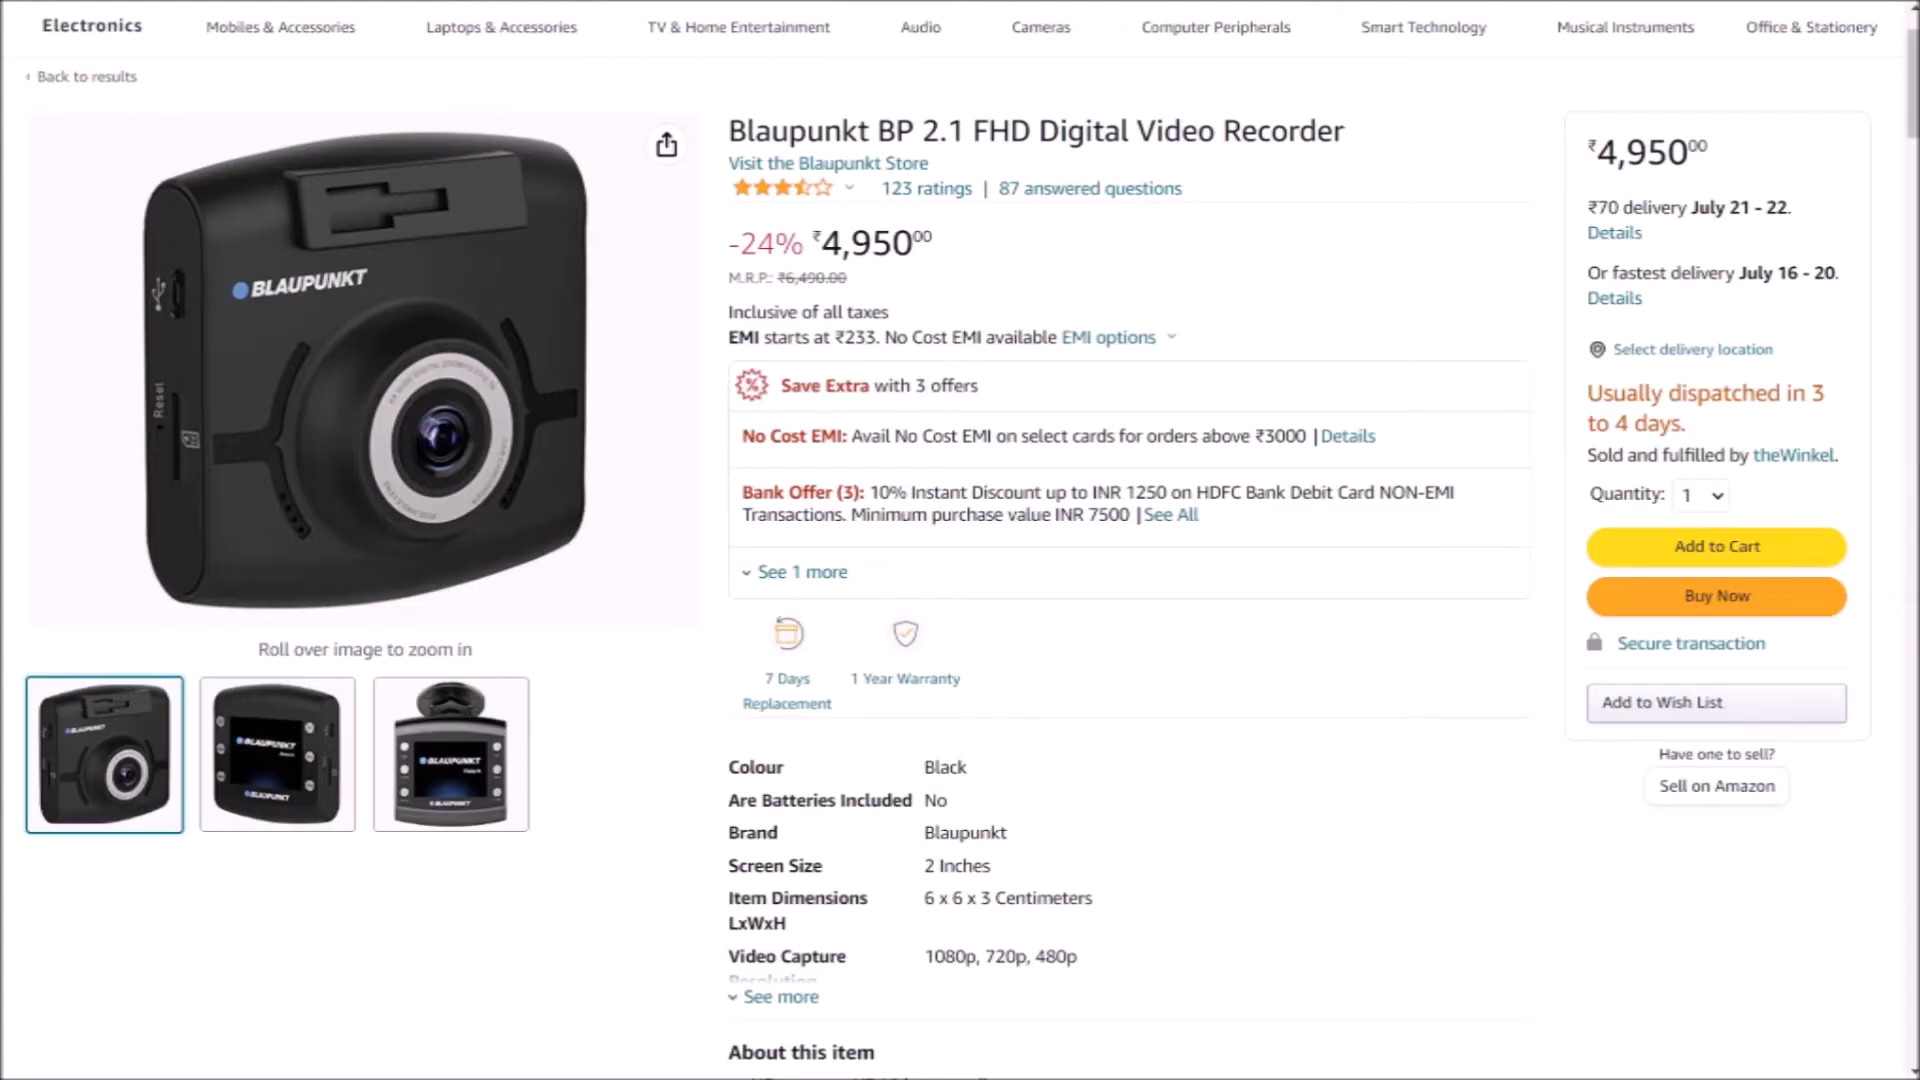 Electronics
Mobiles & Accessories
Laptops & Accessories
TV & Home Entertainment
Audio
Cameras
Computer Peripherals
Smart Technology
Musical Instruments
Office & Stationery
‹ Back to results
BLAUPUNKT
Reset
Roll over image to zoom in
BLAUPUNKT
BLAUPUNKT
BLAUPUNKT
BLAUPUNKT
BLAUPUNKT
Blaupunkt BP 2.1 FHD Digital Video Recorder
Visit the Blaupunkt Store
123 ratings | 87 answered questions
-24% ₹4,95000
M.R.P.: ₹6,490.00
Inclusive of all taxes
EMI starts at ₹233. No Cost EMI available EMI options
% Save Extra with 3 offers
No Cost EMI: Avail No Cost EMI on select cards for orders above ₹3000 | Details
Bank Offer (3): 10% Instant Discount up to INR 1250 on HDFC Bank Debit Card NON-EMI
Transactions. Minimum purchase value INR 7500 | See All
See 1 more
7 Days
Replacement
1 Year Warranty
Colour Black
Are Batteries Included No
Brand Blaupunkt
Screen Size 2 Inches
Item Dimensions 6 x 6 x 3 Centimeters
LxWxH
Video Capture 1080p, 720p, 480p
Resolution
See more
About this item
₹4,95000
₹70 delivery July 21 - 22.
Details
Or fastest delivery July 16 - 20.
Details
Select delivery location
Usually dispatched in 3
to 4 days.
Sold and fulfilled by theWinkel.
Quantity: 1
Add to Cart
Buy Now
Secure transaction
Add to Wish List
Have one to sell?
Sell on Amazon